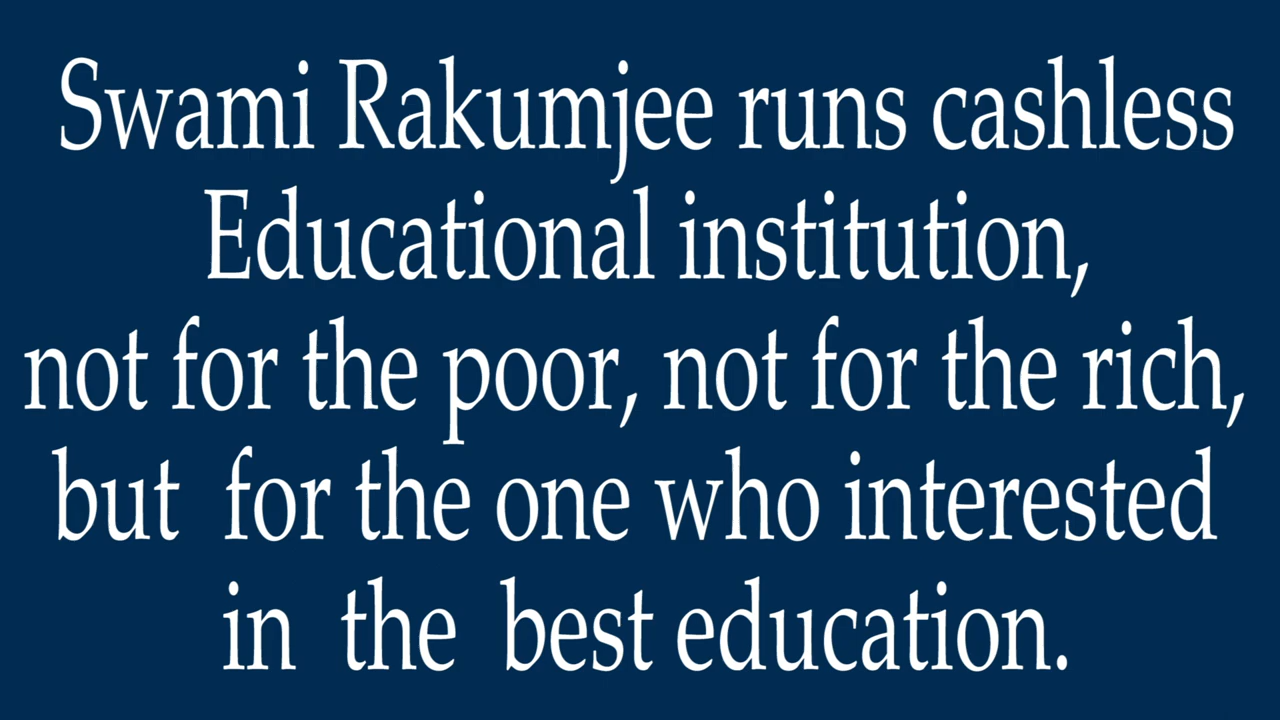 Swami Rakumjee runs cashless
Educational institution,
not for the poor, not for the rich,
but for the one who interested
in the best education.